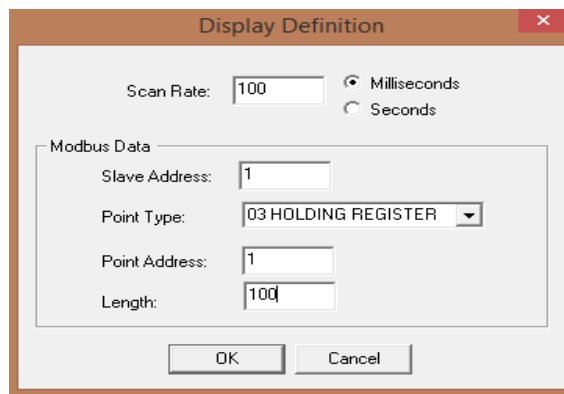 Display Definition
x
Scan Rate: 100 Milliseconds
Seconds
Modbus Data
Slave Address: 1
Point Type: 03 HOLDING REGISTER
Point Address: 1
Length: 100
OK Cancel